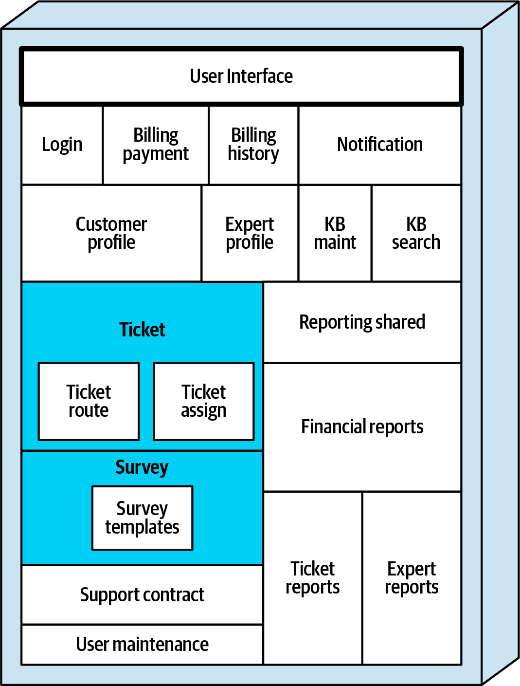 User Interface
Login
Billing
payment
Billing
history
Notification
Customer
profile
Expert
profile
KB
maint
KB
search
Ticket
Ticket
route
Ticket
assign
Reporting shared
Financial reports
Survey
Survey
templates
Support contract
User maintenance
Ticket
reports
Expert
reports